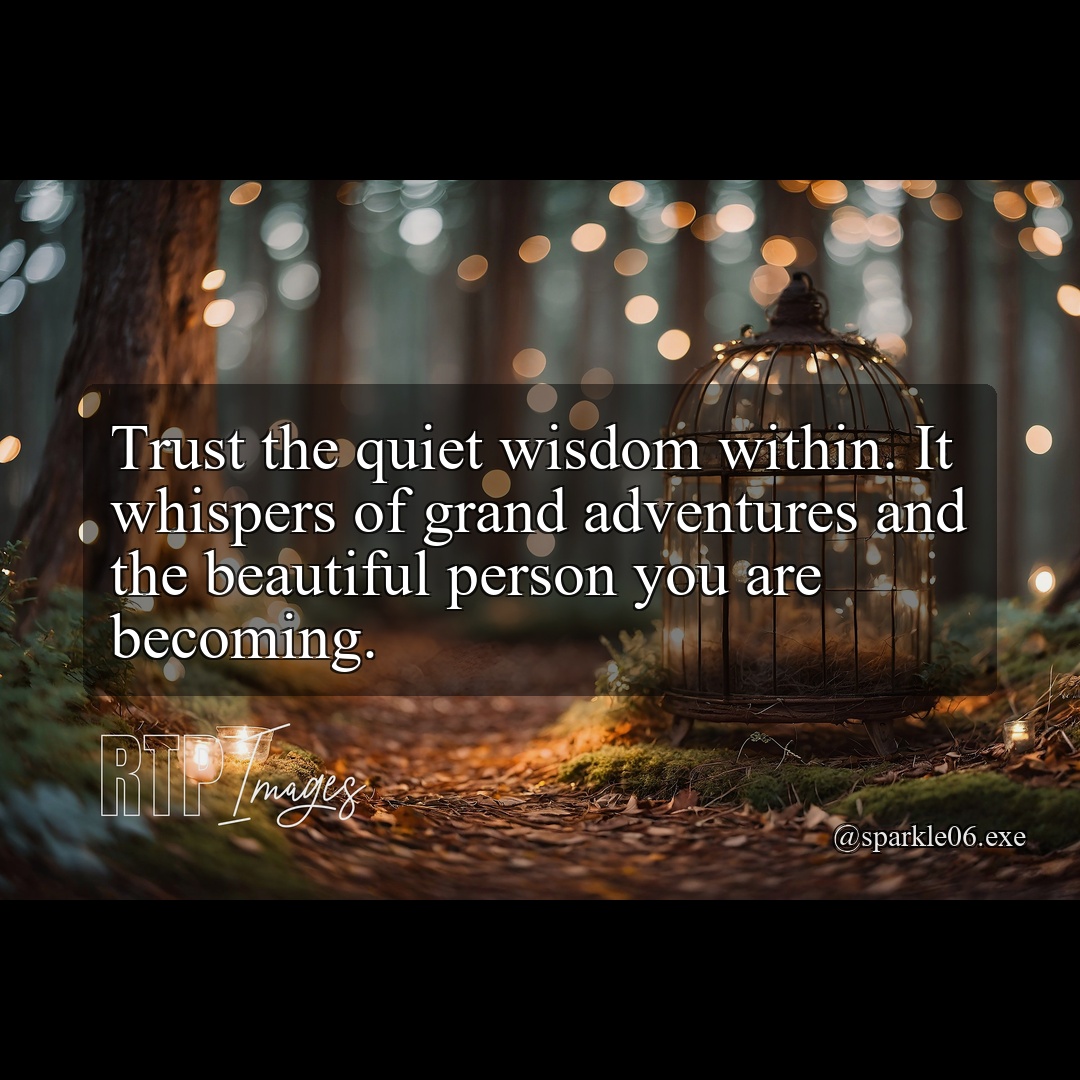 Trust the quiet wisdom within. It
whispers of grand adventures and
the beautiful person you are
becoming.
RTP Images
@sparkle06.exe